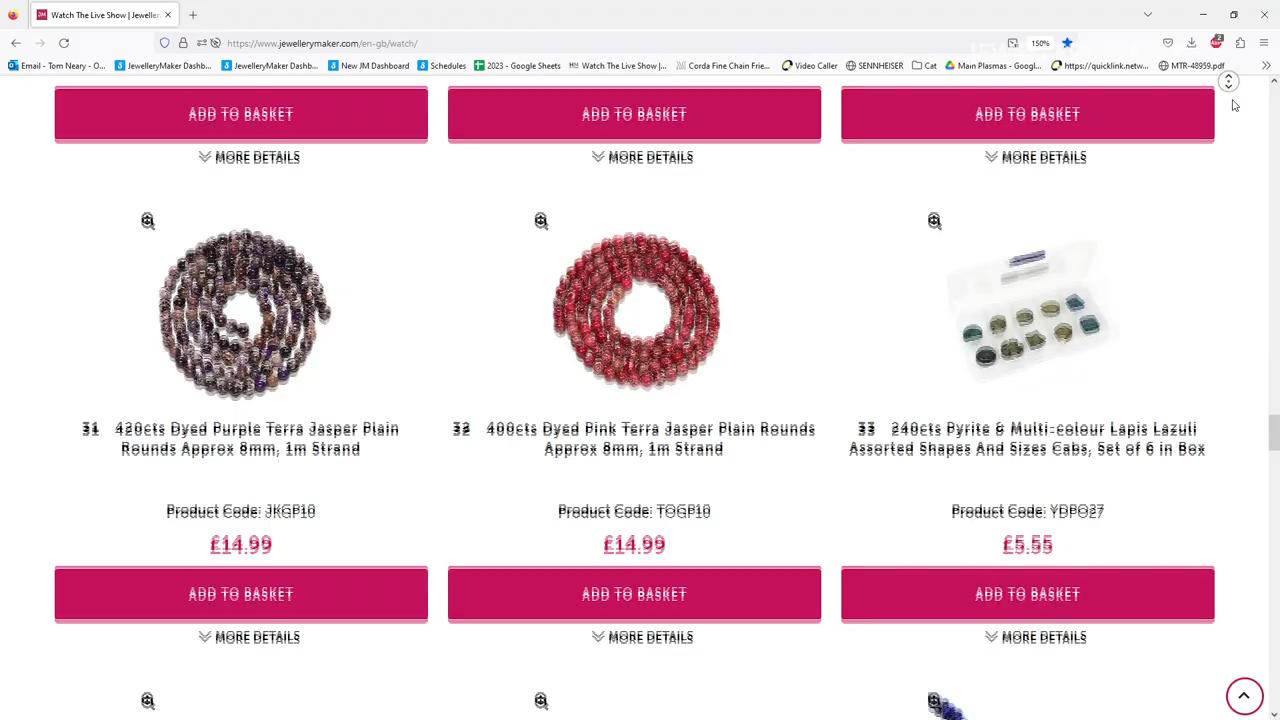 Watch The Live Show | Jeweller
https://www.jewellerymaker.com/en-gb/watch/
150%
2
Email - Tom Neary - O...
JewelleryMaker Dashb...
JewelleryMaker Dashb...
New JM Dashboard
Schedules
2023 - Google Sheets
Watch The Live Show |...
Corda Fine Chain Frie...
Video Caller
SENNHEISER
Cat
Main Plasmas - Googl...
https://quicklink.netw...
MTR-48959.pdf
ADD TO BASKET
ADD TO BASKET
ADD TO BASKET
MORE DETAILS
MORE DETAILS
MORE DETAILS
31 420cts Dyed Purple Terra Jasper Plain
Rounds Approx 8mm, 1m Strand
32 400cts Dyed Pink Terra Jasper Plain Rounds
Approx 8mm, 1m Strand
33 240cts Pyrite & Multi-colour Lapis Lazuli
Assorted Shapes And Sizes Cabs, Set of 6 in Box
Product Code: JKGP10
Product Code: TOGP10
Product Code: YDPO27
£14.99
£14.99
£5.55
ADD TO BASKET
ADD TO BASKET
ADD TO BASKET
MORE DETAILS
MORE DETAILS
MORE DETAILS